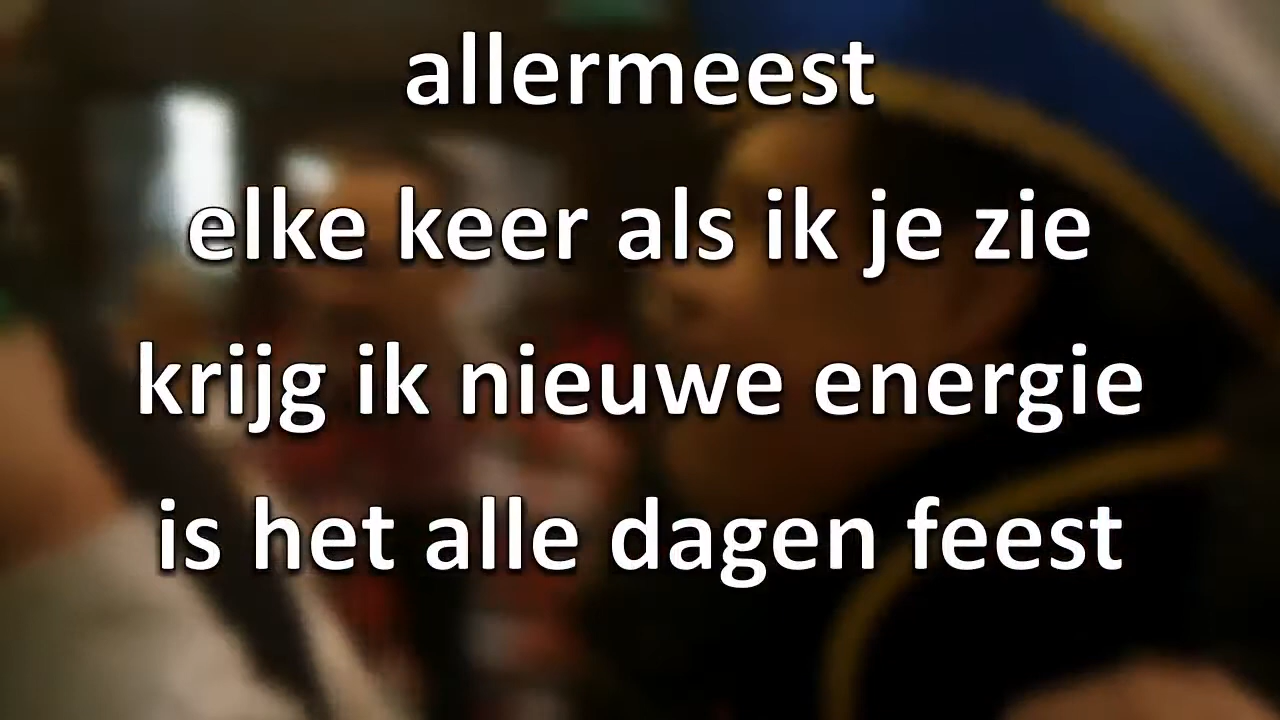 allermeest
elke keer als ik je zie
krijg ik nieuwe energie
is het alle dagen feest